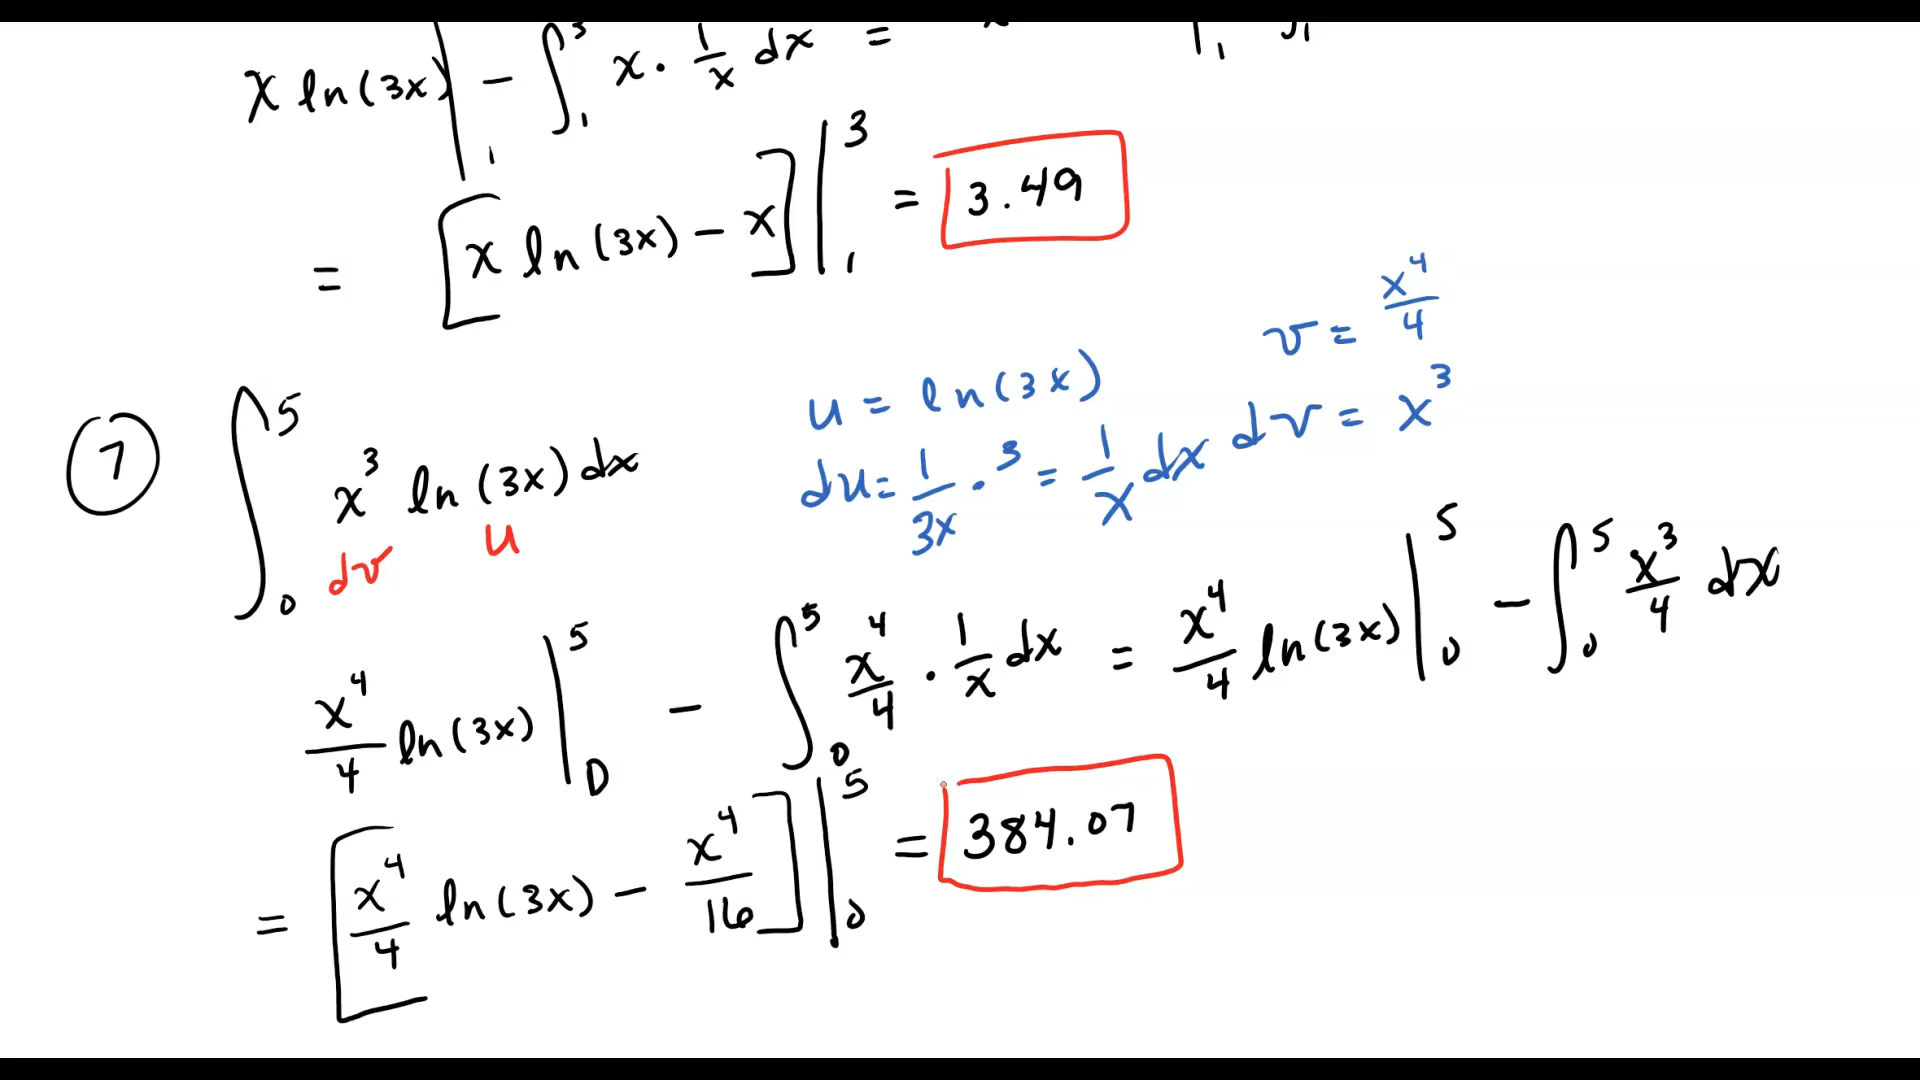 x ln(3x) | 1 - ∫₁³ x · 1/x dx =
= [x ln(3x) - x] |₁³ = 3.49
7 ∫₀⁵ x³ ln(3x) dx
dv u
u = ln(3x) v = x⁴/4
du = 1/3x · 3 = 1/x dx dv = x³
x⁴/4 ln(3x) |₀⁵ - ∫₀⁵ x⁴/4 · 1/x dx = x⁴/4 ln(3x) |₀⁵ - ∫₀⁵ x³/4 dx
= [x⁴/4 ln(3x) - x⁴/16] |₀⁵ = 384.07